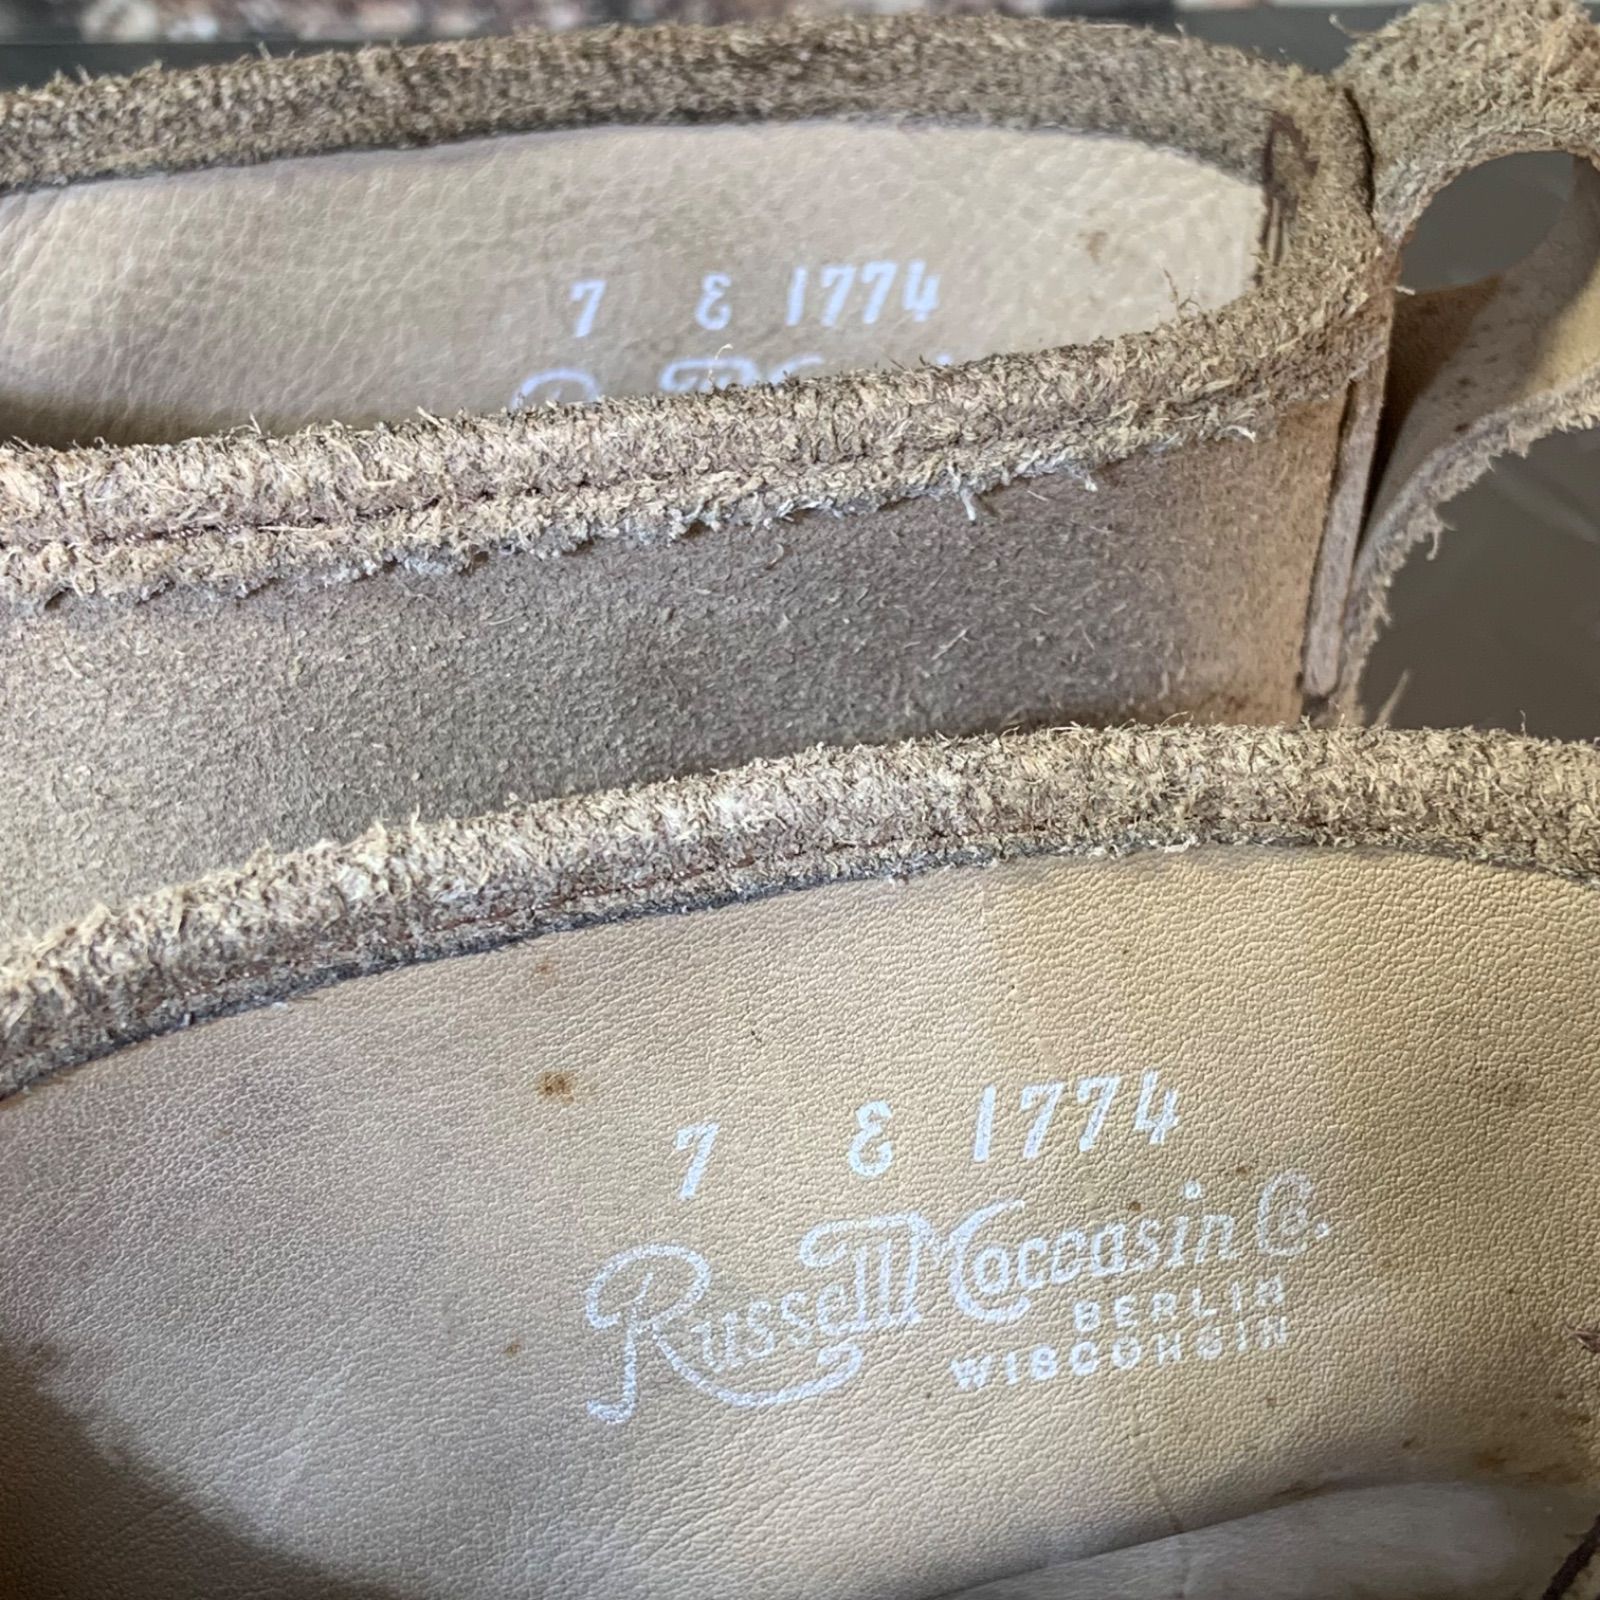 7 E 1774
7 E 1774
Russell Moccasin Co.
BERLIN
WISCONSIN